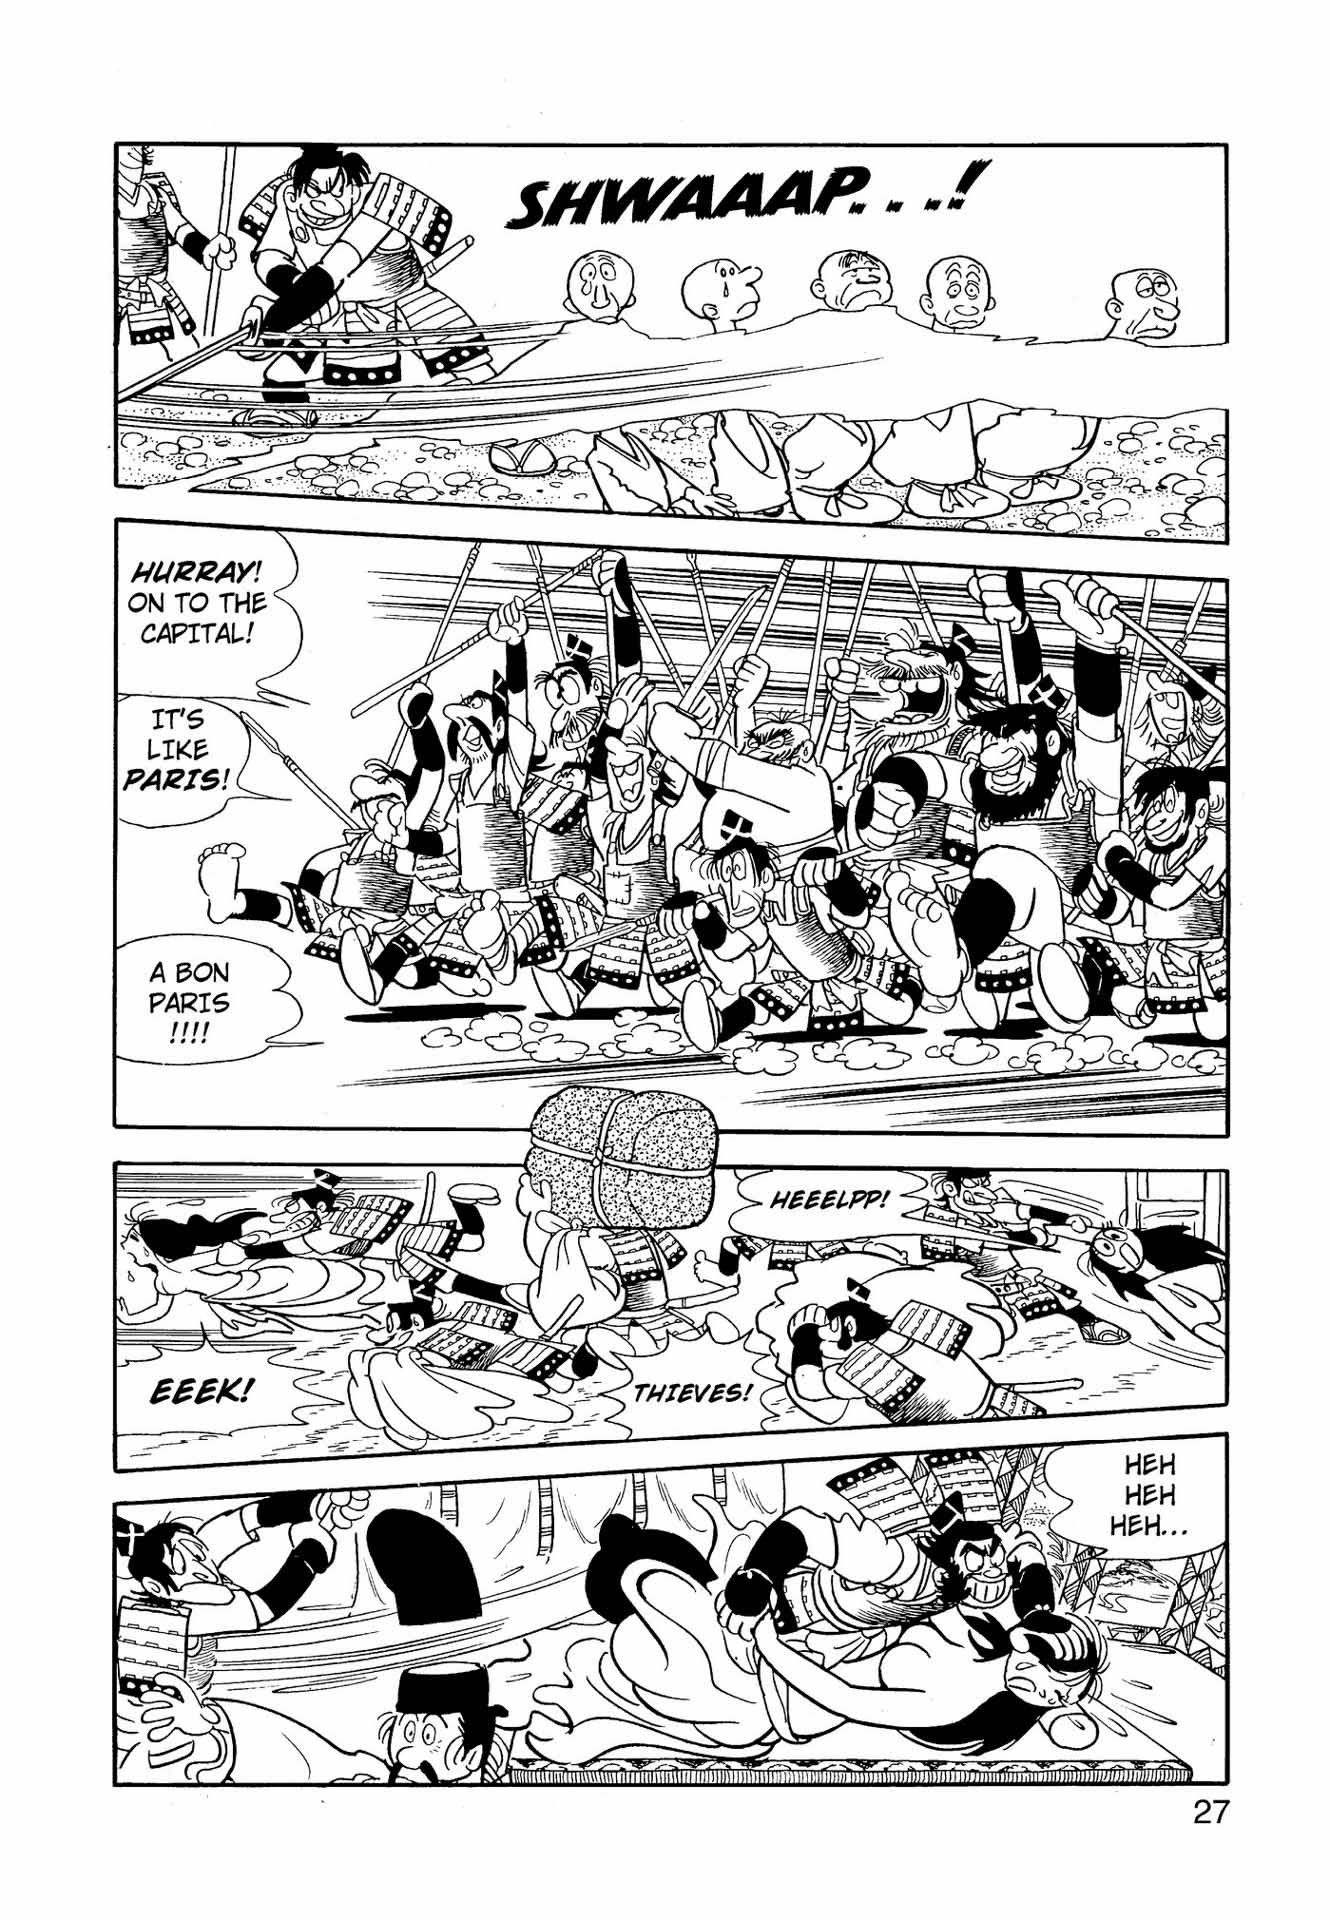 SHWAAAP...!
HURRAY!
ON TO THE
CAPITAL!
IT'S
LIKE
PARIS!
A BON
PARIS
!!!!
HEEELPP!
EEEK!
THIEVES!
HEH
HEH
HEH...
27